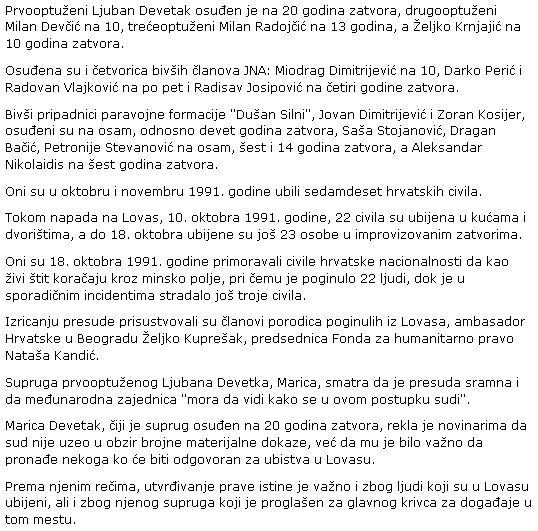 Prvooptuženi Ljuban Devetak osuđen je na 20 godina zatvora, drugooptuženi
Milan Devčić na 10, trećeoptuženi Milan Radojčić na 13 godina, a Željko Krnjajić na
10 godina zatvora.
Osuđena su i četvorica bivših članova JNA: Miodrag Dimitrijević na 10, Darko Perić i
Radovan Vlajković na po pet i Radisav Josipović na četiri godine zatvora.
Bivši pripadnici paravojne formacije "Dušan Silni", Jovan Dimitrijević i Zoran Kosijer,
osuđeni su na osam, odnosno devet godina zatvora, Saša Stojanović, Dragan
Bačić, Petronije Stevanović na osam, šest i 14 godina zatvora, a Aleksandar
Nikolaidis na šest godina zatvora.
Oni su u oktobru i novembru 1991. godine ubili sedamdeset hrvatskih civila.
Tokom napada na Lovas, 10. oktobra 1991. godine, 22 civila su ubijena u kućama i
dvorištima, a do 18. oktobra ubijene su još 23 osobe u improvizovanim zatvorima.
Oni su 18. oktobra 1991. godine primoravali civile hrvatske nacionalnosti da kao
živi štit koračaju kroz minsko polje, pri čemu je poginulo 22 ljudi, dok je u
sporadičnim incidentima stradalo još troje civila.
Izricanju presude prisustvovali su članovi porodica poginulih iz Lovasa, ambasador
Hrvatske u Beogradu Željko Kuprešak, predsednica Fonda za humanitarno pravo
Nataša Kandić.
Supruga prvooptuženog Ljubana Devetka, Marica, smatra da je presuda sramna i
da međunarodna zajednica "mora da vidi kako se u ovom postupku sudi".
Marica Devetak, čiji je suprug osuđen na 20 godina zatvora, rekla je novinarima da
sud nije uzeo u obzir brojne materijalne dokaze, već da mu je bilo važno da
pronađe nekoga ko će biti odgovoran za ubistva u Lovasu.
Prema njenim rečima, utvrđivanje prave istine je važno i zbog ljudi koji su u Lovasu
ubijeni, ali i zbog njenog supruga koji je proglašen za glavnog krivca za događaje u
tom mestu.